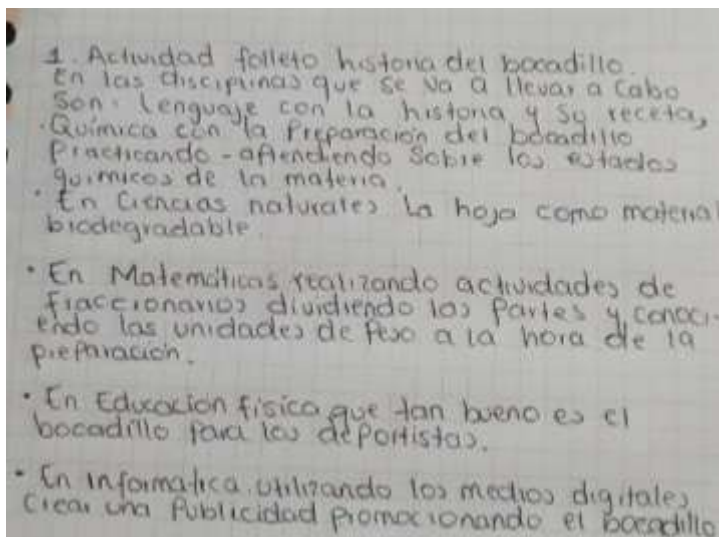 1. Actividad folleto historia del bocadillo.
En las disciplinas que se va a llevar a cabo
Son. Lenguaje con la historia y su receta,
. Química con la Preparación del bocadillo
Practicando - aprendiendo sobre los estados
químicos de la materia.
• En Ciencias naturales La hoja como material
biodegradable.
• En Matemáticas realizando actividades de
fraccionarios dividiendo las Partes y conoci-
endo las unidades de Peso a la hora de la
preparación.
• En Educación física que tan bueno es el
bocadillo para los deportistas.
• En informática utilizando los medios digitales
Crear una Publicidad promocionando el bocadillo